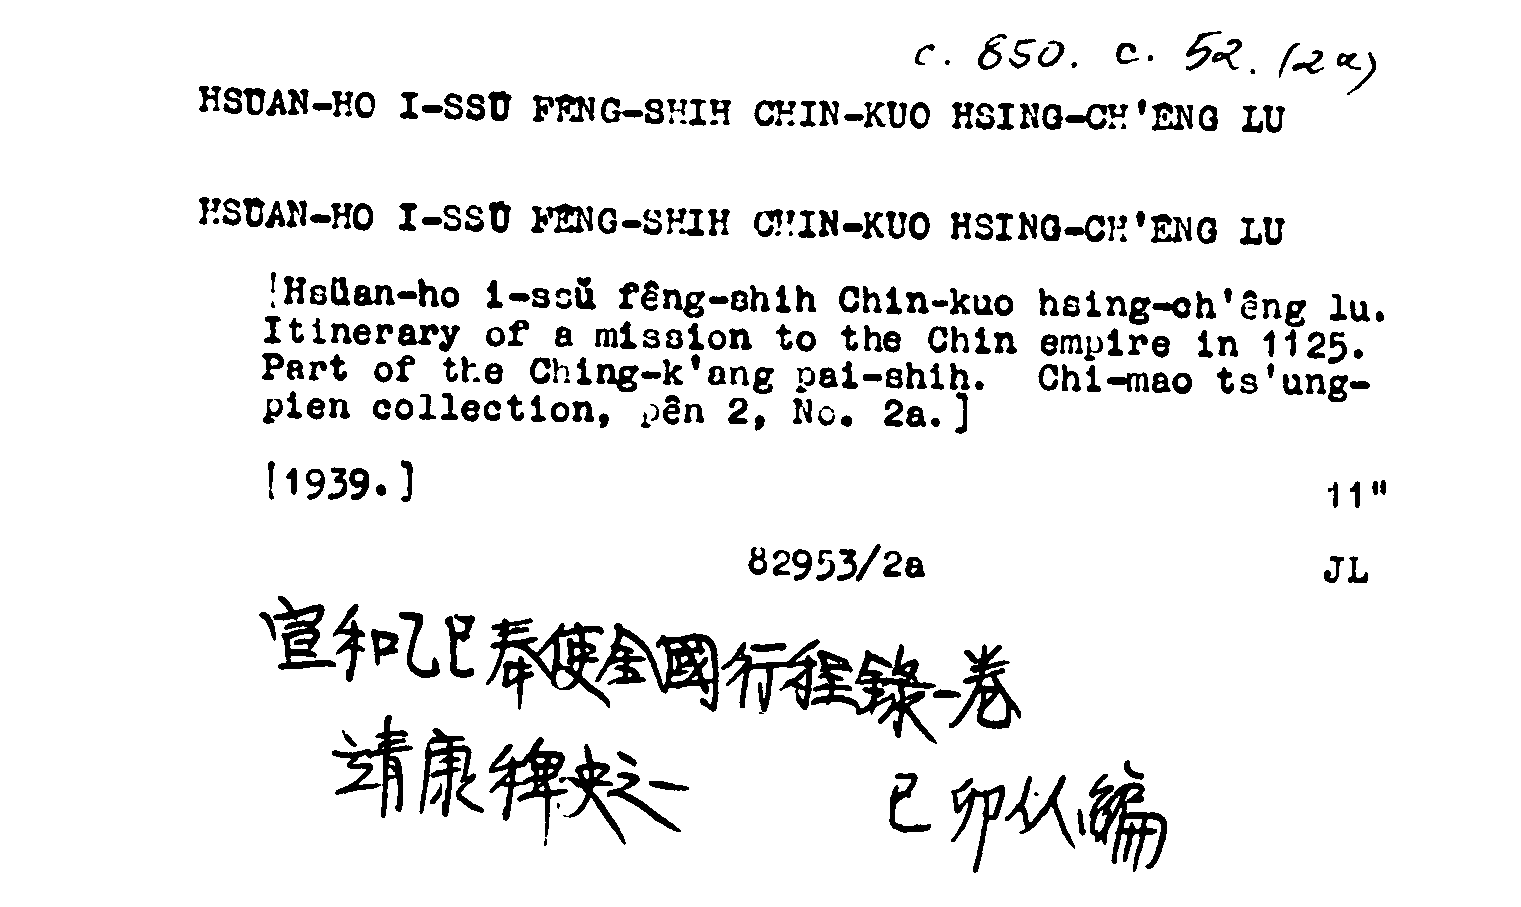 c. 850. c. 52. (2a)
HSÜAN-HO I-SSŬ FÊNG-SHIH CHIN-KUO HSING-CH'ÊNG LU
HSÜAN-HO I-SSŬ FÊNG-SHIH CHIN-KUO HSING-CH'ÊNG LU
[Hsüan-ho i-ssŭ fêng-shih Chin-kuo hsing-ch'êng lu.
Itinerary of a mission to the Chin empire in 1125.
Part of the Ching-k'ang pai-shih. Chi-mao ts'ung-
pien collection, pên 2, No. 2a.]
[1939.] 11"
82953/2a JL
宣和乙巳奉使金國行程錄一卷
靖康稗史之一 己卯从編